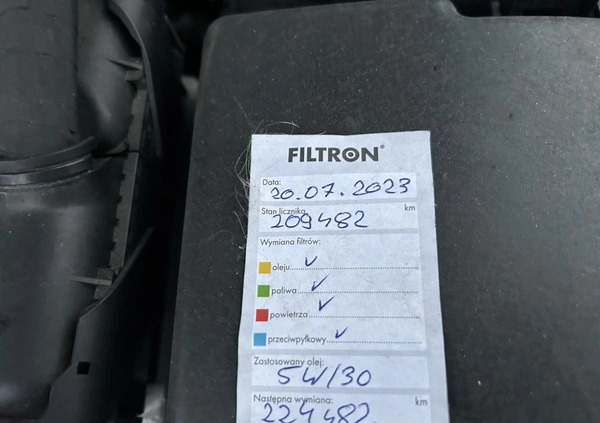 FILTRON®
Data: 20.07.2023
Stan licznika 209482 km
Wymiana filtrów:
oleju ✓
paliwa ✓
powietrza ✓
przeciwpyłkowy ✓
Zastosowany olej:
5W/30
Następna wymiana: km
224482